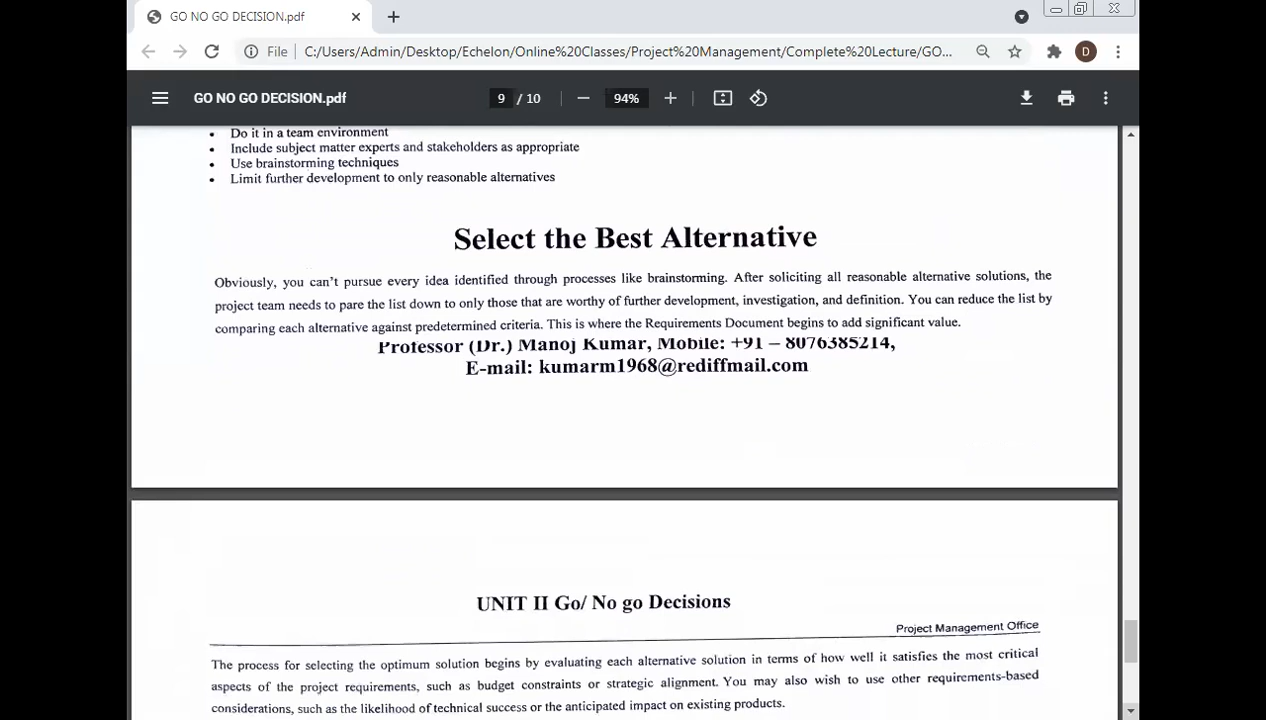 GO NO GO DECISION.pdf
File C:/Users/Admin/Desktop/Echelon/Online%20Classes/Project%20Management/Complete%20Lecture/GO... D
GO NO GO DECISION.pdf 9 / 10 94%
• Do it in a team environment
• Include subject matter experts and stakeholders as appropriate
• Use brainstorming techniques
• Limit further development to only reasonable alternatives
Select the Best Alternative
Obviously, you can't pursue every idea identified through processes like brainstorming. After soliciting all reasonable alternative solutions, the
project team needs to pare the list down to only those that are worthy of further development, investigation, and definition. You can reduce the list by
comparing each alternative against predetermined criteria. This is where the Requirements Document begins to add significant value.
Professor (Dr.) Manoj Kumar, Mobile: +91 – 8076385214,
E-mail: kumarm1968@rediffmail.com
UNIT II Go/ No go Decisions
Project Management Office
The process for selecting the optimum solution begins by evaluating each alternative solution in terms of how well it satisfies the most critical
aspects of the project requirements, such as budget constraints or strategic alignment. You may also wish to use other requirements-based
considerations, such as the likelihood of technical success or the anticipated impact on existing products.